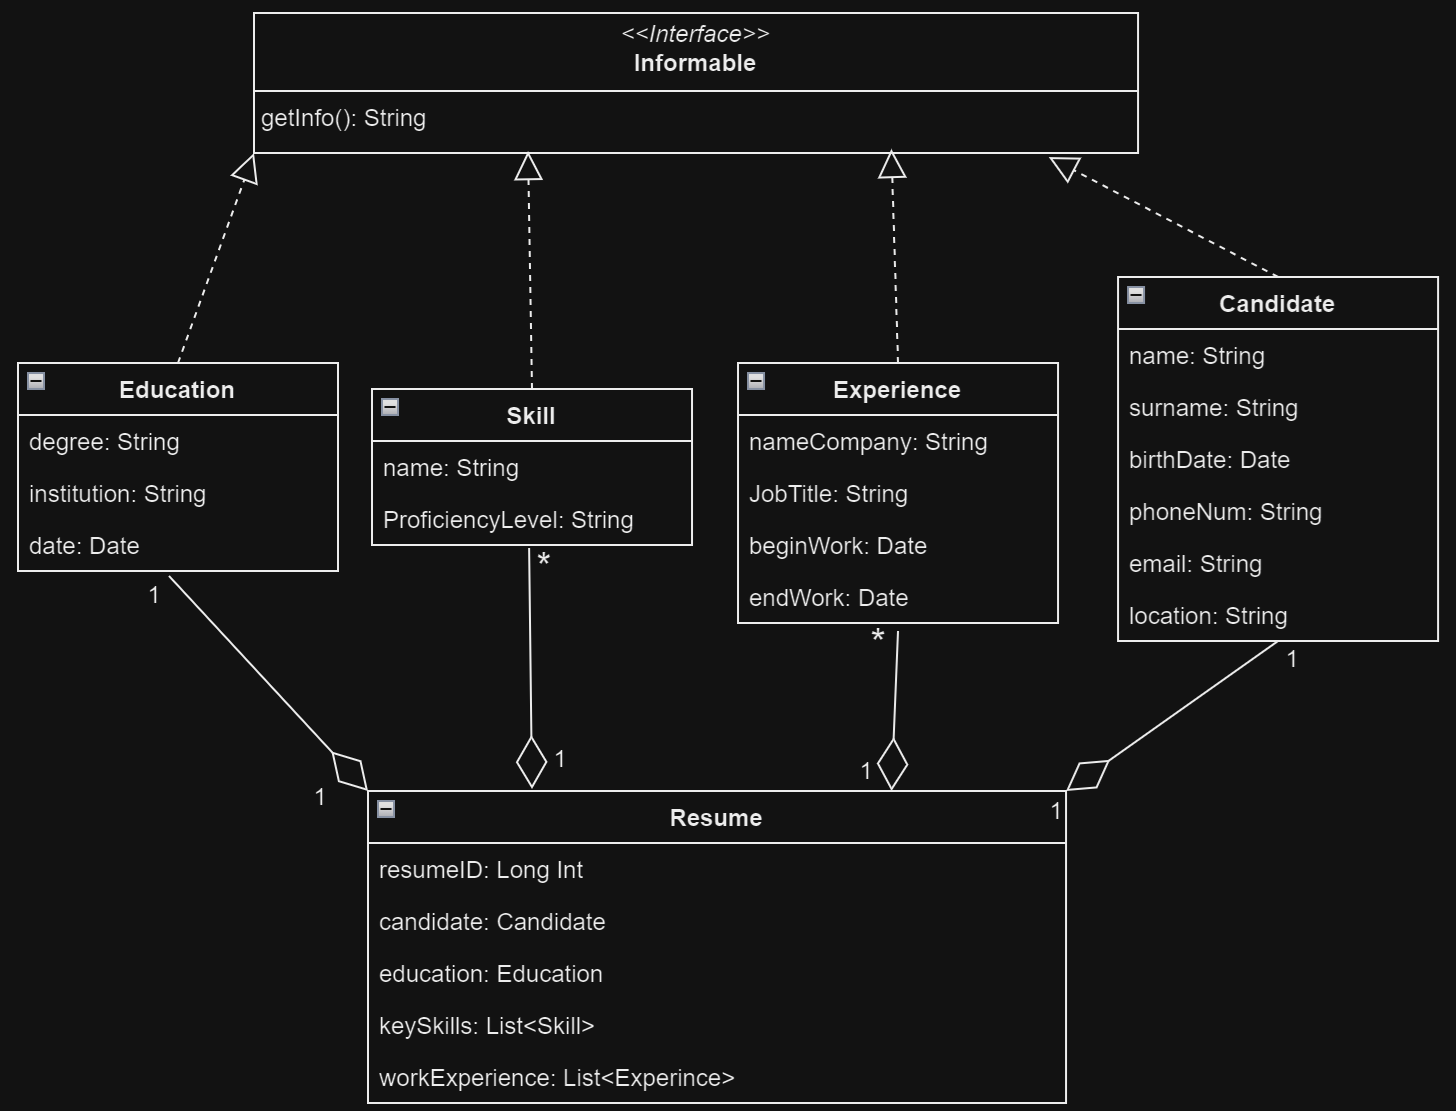 <<Interface>>
Informable
getInfo(): String
Education
degree: String
institution: String
date: Date
1
1
Skill
name: String
ProficiencyLevel: String
*
1
Experience
nameCompany: String
JobTitle: String
beginWork: Date
endWork: Date
*
1
Candidate
name: String
surname: String
birthDate: Date
phoneNum: String
email: String
location: String
1
1
Resume
resumeID: Long Int
candidate: Candidate
education: Education
keySkills: List<Skill>
workExperience: List<Experince>